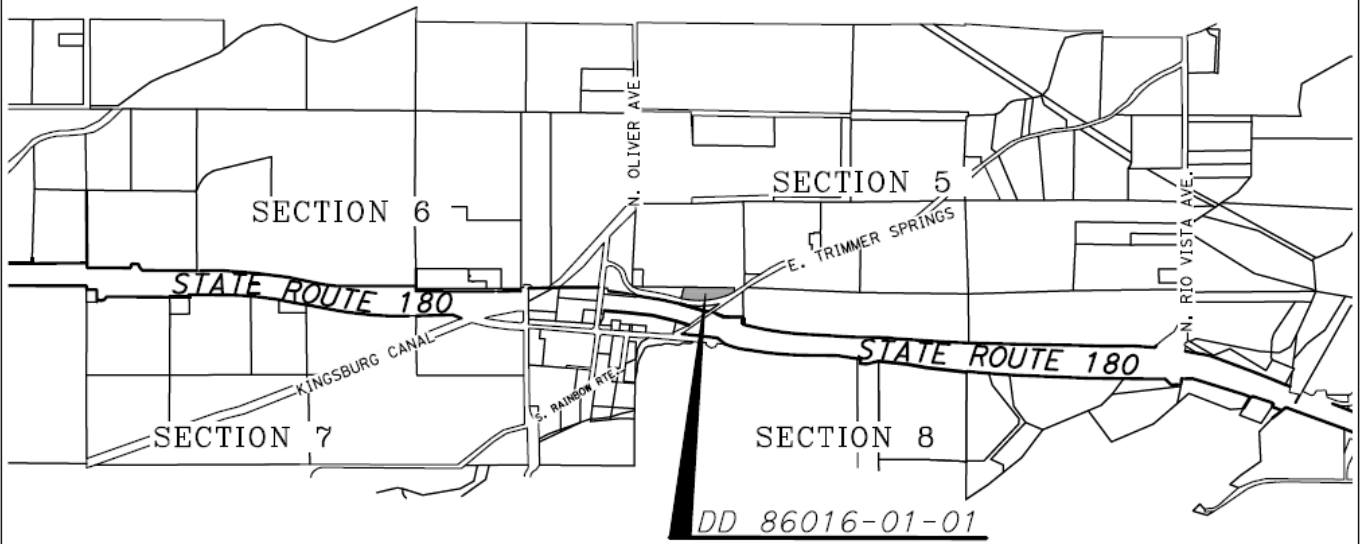 N. OLIVER AVE.
SECTION 5
SECTION 6
N. RIO VISTA AVE.
E. TRIMMER SPRINGS
STATE ROUTE 180
KINGSBURG CANAL
STATE ROUTE 180
S. RAINBOW RTE.
SECTION 7
SECTION 8
DD 86016-01-01